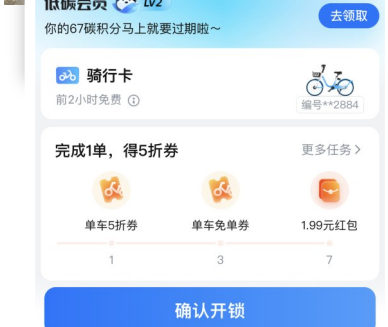 低碳会员 LV2
你的67碳积分马上就要过期啦～
去领取
骑行卡
前2小时免费
编号**2884
完成1单，得5折券
更多任务
单车5折券 单车免单券 1.99元红包
1 3 7
确认开锁